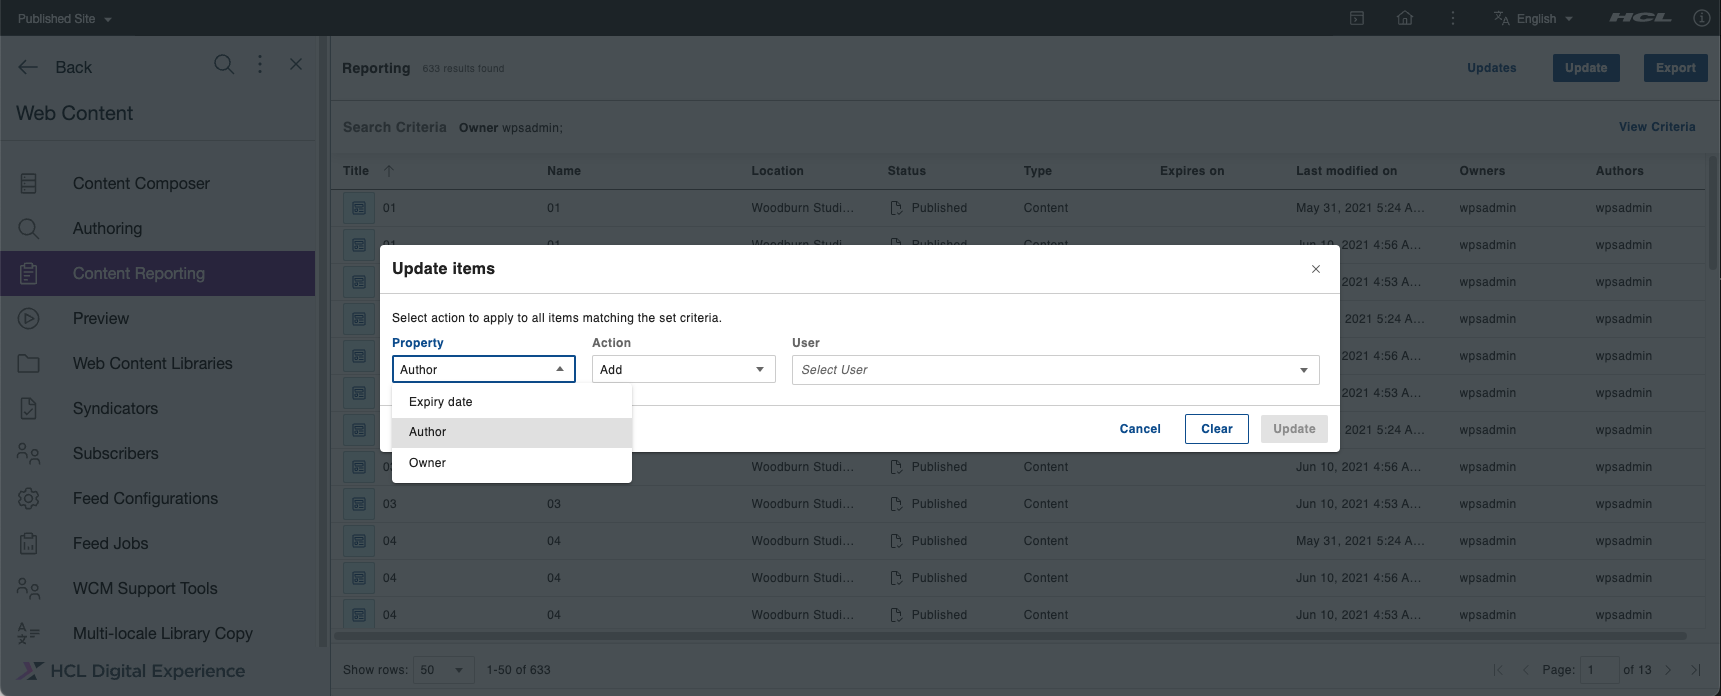 Published Site
English
HCL
Back
Web Content
Content Composer
Authoring
Content Reporting
Preview
Web Content Libraries
Syndicators
Subscribers
Feed Configurations
Feed Jobs
WCM Support Tools
Multi-locale Library Copy
HCL Digital Experience
Reporting 633 results found
Updates Update Export
Search Criteria Owner wpsadmin;
View Criteria
Title Name Location Status Type Expires on Last modified on Owners Authors
01 01 Woodburn Studi... Published Content May 31, 2021 5:24 A... wpsadmin wpsadmin
01 01 Woodburn Studi... Published Content Jun 10, 2021 4:56 A... wpsadmin wpsadmin
2021 4:53 A... wpsadmin wpsadmin
2021 5:24 A... wpsadmin wpsadmin
2021 4:56 A... wpsadmin wpsadmin
2021 4:53 A... wpsadmin wpsadmin
2021 5:24 A... wpsadmin wpsadmin
Update items
Select action to apply to all items matching the set criteria.
Property Action User
Author Add Select User
Expiry date
Author
Owner
Cancel Clear Update
Woodburn Studi... Published Content Jun 10, 2021 4:56 A... wpsadmin wpsadmin
03 03 Woodburn Studi... Published Content Jun 10, 2021 4:53 A... wpsadmin wpsadmin
04 04 Woodburn Studi... Published Content May 31, 2021 5:24 A... wpsadmin wpsadmin
04 04 Woodburn Studi... Published Content Jun 10, 2021 4:56 A... wpsadmin wpsadmin
04 04 Woodburn Studi... Published Content Jun 10, 2021 4:53 A... wpsadmin wpsadmin
Show rows: 50 1-50 of 633
Page: 1 of 13